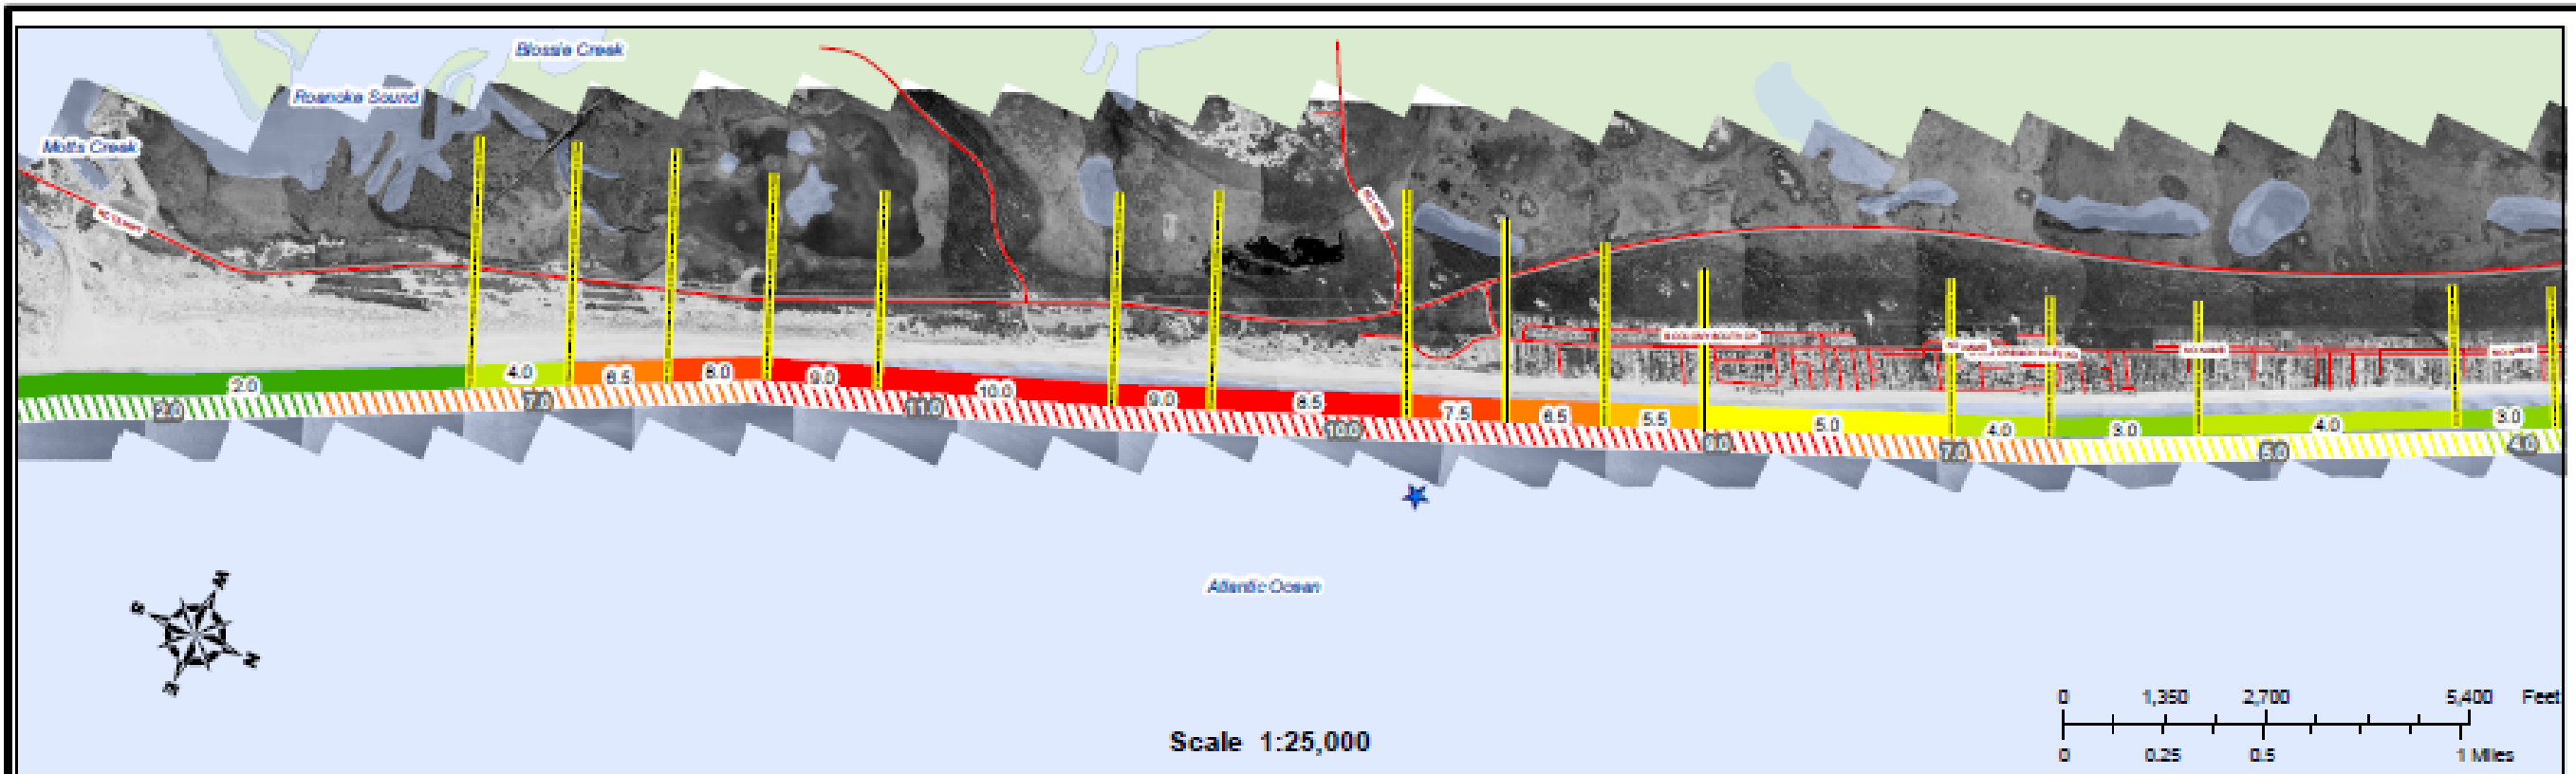 Blossie Creek
Roanoke Sound
Motts Creek
2.0
4.0
6.5
8.0
9.0
10.0
9.0
8.5
7.5
6.5
5.5
5.0
4.0
3.0
4.0
3.0
2.0
7.0
11.0
10.0
8.0
7.0
5.0
4.0
Atlantic Ocean
W
S
N
E
Scale 1:25,000
0 1,350 2,700 5,400 Feet
0 0.25 0.5 1 Miles